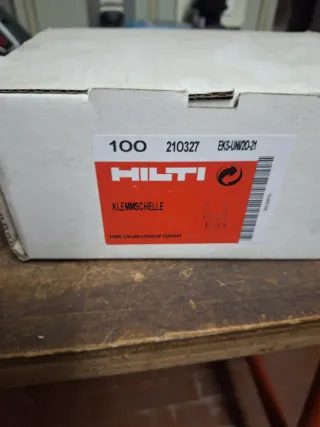 100 210327 EKS-UNI/20-21
HILTI
KLEMMSCHELLE
Hilti Deutschland GmbH